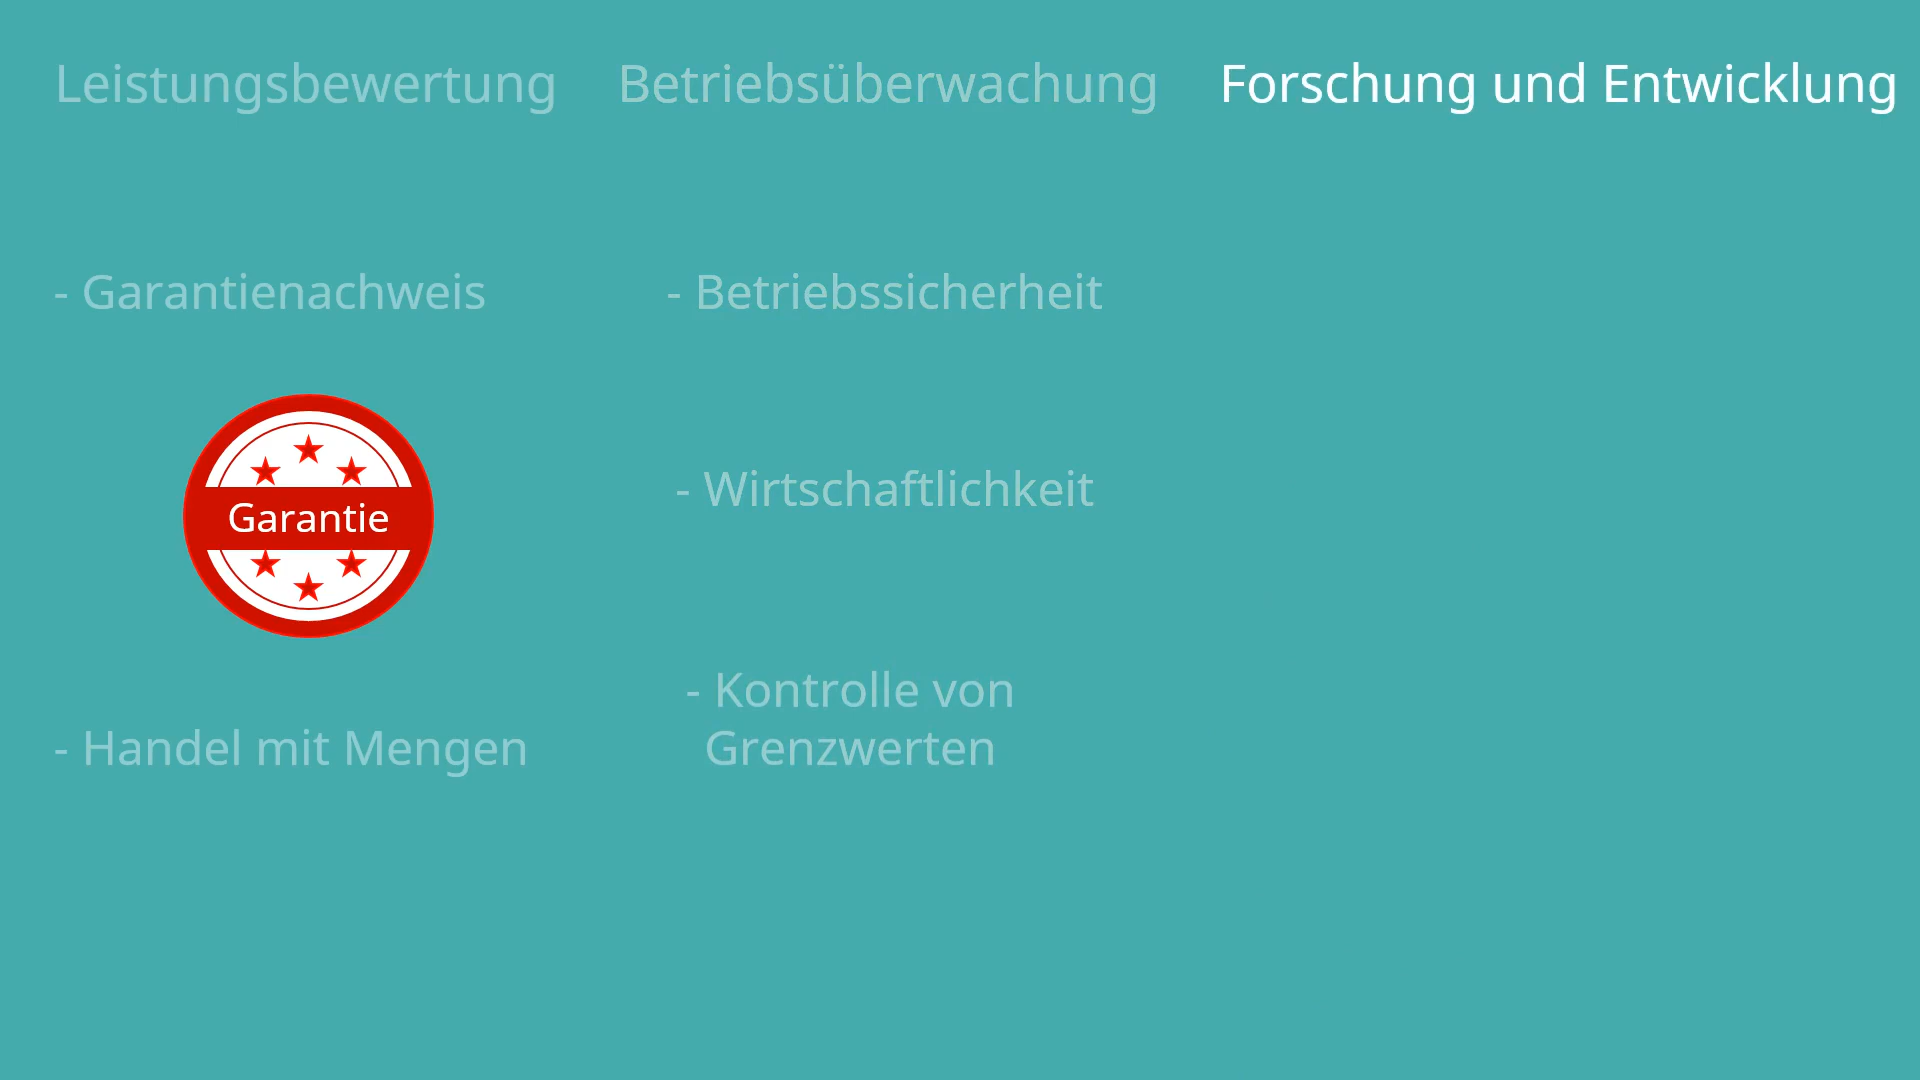 Leistungsbewertung
Betriebsüberwachung
Forschung und Entwicklung
- Garantienachweis
Garantie
- Handel mit Mengen
- Betriebssicherheit
- Wirtschaftlichkeit
- Kontrolle von
Grenzwerten